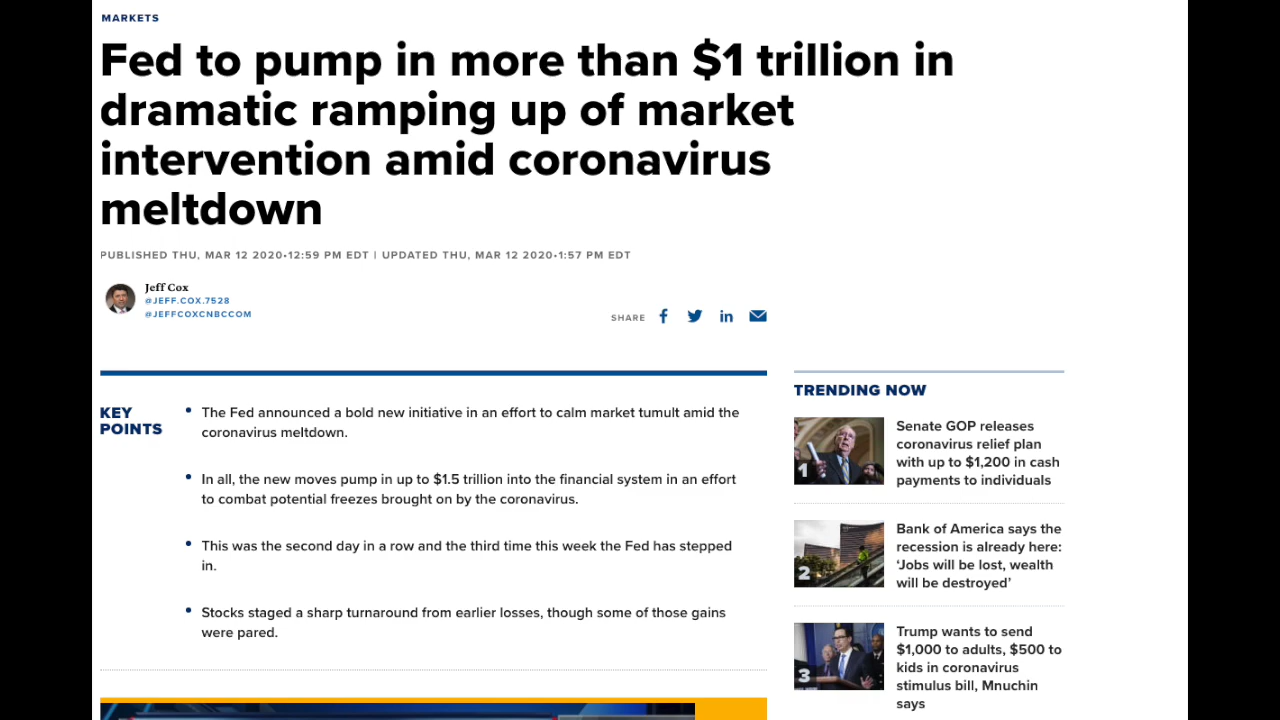 MARKETS
Fed to pump in more than $1 trillion in
dramatic ramping up of market
intervention amid coronavirus
meltdown
PUBLISHED THU, MAR 12 2020•12:59 PM EDT | UPDATED THU, MAR 12 2020•1:57 PM EDT
Jeff Cox
@JEFF.COX.7528
@JEFFCOXCNBCCOM
SHARE
KEY
POINTS
The Fed announced a bold new initiative in an effort to calm market tumult amid the
coronavirus meltdown.
In all, the new moves pump in up to $1.5 trillion into the financial system in an effort
to combat potential freezes brought on by the coronavirus.
This was the second day in a row and the third time this week the Fed has stepped
in.
Stocks staged a sharp turnaround from earlier losses, though some of those gains
were pared.
TRENDING NOW
1
Senate GOP releases
coronavirus relief plan
with up to $1,200 in cash
payments to individuals
2
Bank of America says the
recession is already here:
‘Jobs will be lost, wealth
will be destroyed’
3
Trump wants to send
$1,000 to adults, $500 to
kids in coronavirus
stimulus bill, Mnuchin
says